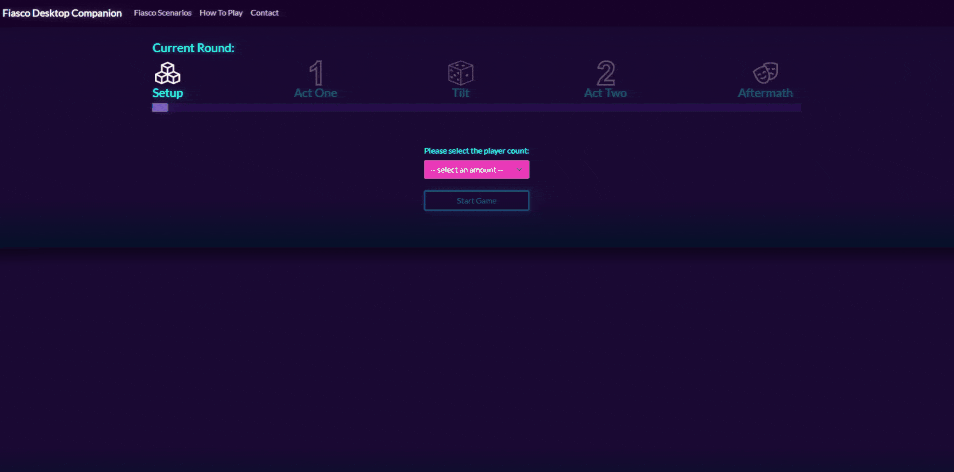 Fiasco Desktop Companion Fiasco Scenarios How To Play Contact
Current Round:
1 2
Setup Act One Tilt Act Two Aftermath
Please select the player count:
-- select an amount --
Start Game